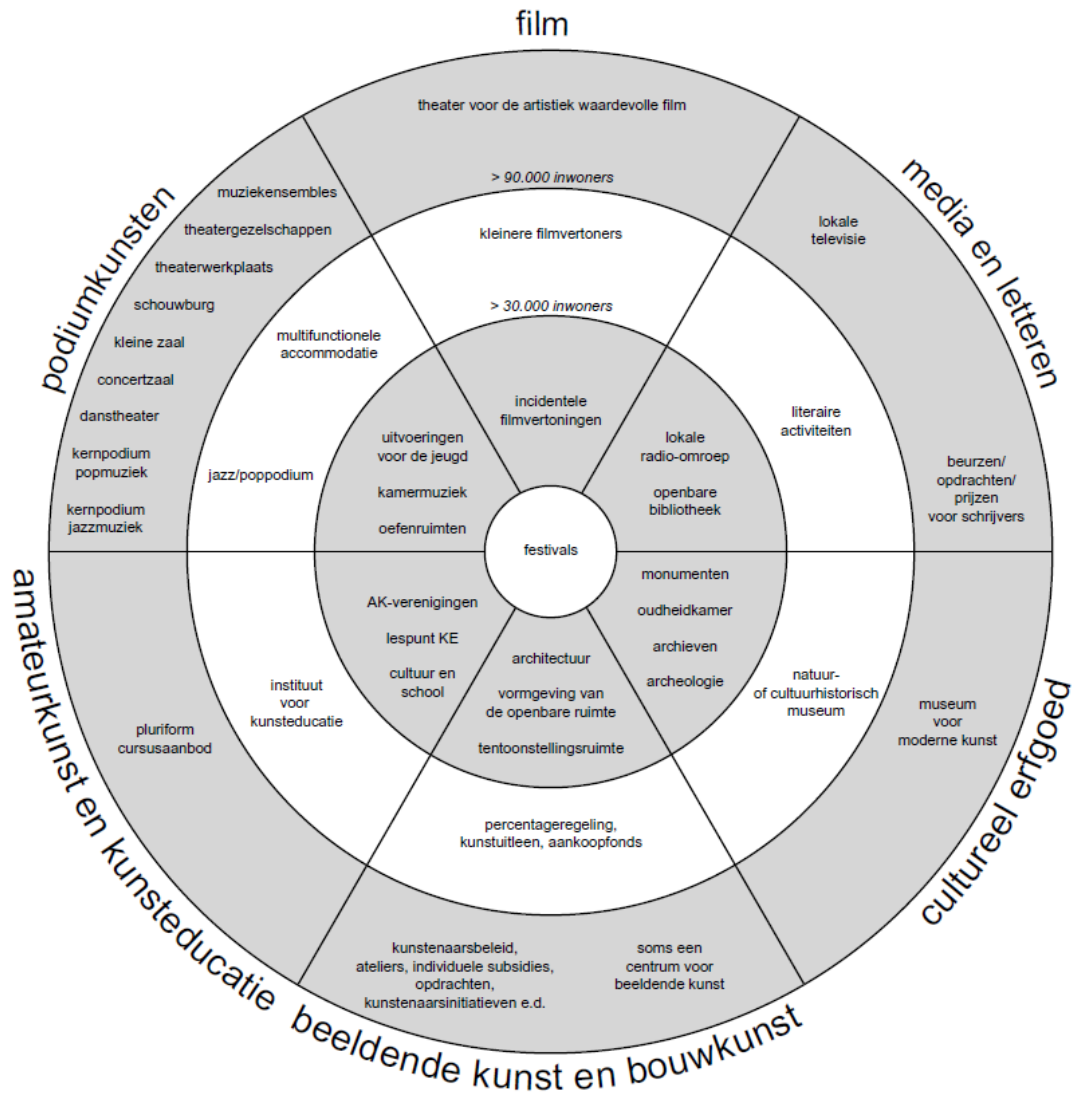 film
theater voor de artistiek waardevolle film
> 90.000 inwoners
kleinere filmvertoners
> 30.000 inwoners
incidentele
filmvertoningen
media en letteren
lokale
televisie
beurzen/
opdrachten/
prijzen
voor schrijvers
literaire
activiteiten
lokale
radio-omroep
openbare
bibliotheek
cultureel erfgoed
museum
voor
moderne kunst
natuur-
of cultuurhistorisch
museum
monumenten
oudheidkamer
archieven
archeologie
beeldende kunst en bouwkunst
kunstenaarsbeleid,
ateliers, individuele subsidies,
opdrachten,
kunstenaarsinitiatieven e.d.
soms een
centrum voor
beeldende kunst
percentageregeling,
kunstuitleen, aankoopfonds
architectuur
vormgeving van
de openbare ruimte
tentoonstellingsruimte
amateurkunst en kunsteducatie
pluriform
cursusaanbod
instituut
voor
kunsteducatie
AK-verenigingen
lespunt KE
cultuur en
school
podiumkunsten
muziekensembles
theatergezelschappen
theaterwerkplaats
schouwburg
kleine zaal
concertzaal
danstheater
kernpodium
popmuziek
kernpodium
jazzmuziek
multifunctionele
accommodatie
jazz/poppodium
uitvoeringen
voor de jeugd
kamermuziek
oefenruimten
festivals